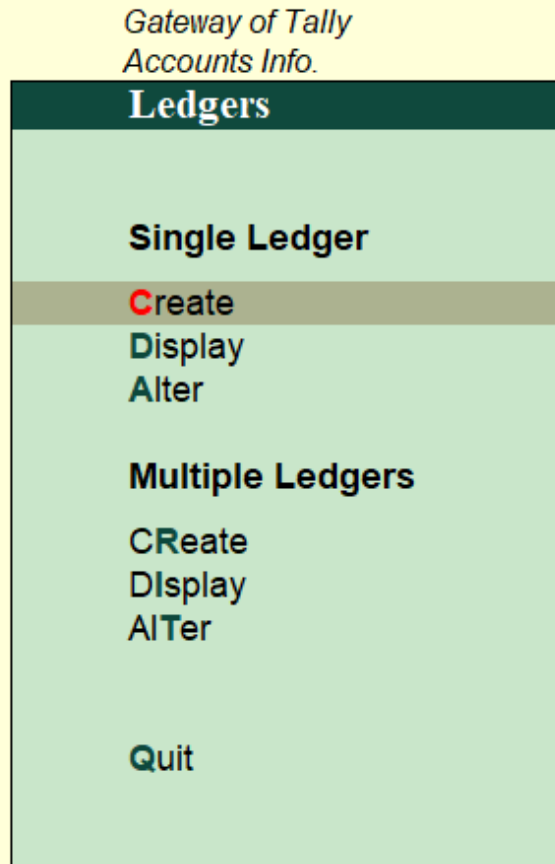 Gateway of Tally
Accounts Info.
Ledgers
Single Ledger
Create
Display
Alter
Multiple Ledgers
CReate
DIsplay
AlTer
Quit